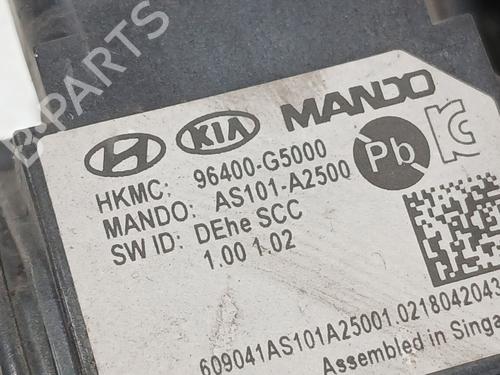 B-PARTS
KIA MANDO
HKMC: 96400-G5000
MANDO: AS101-A2500
SW ID: DEhe SCC
1.00 1.02
Pb
609041AS101A25001 0218042043
Assembled in Singa